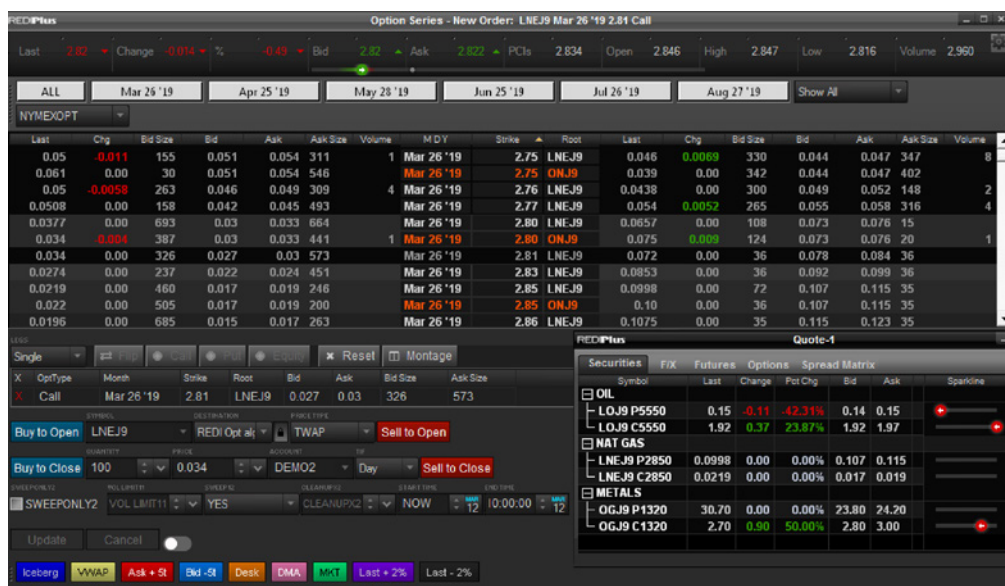 REDIPlus Option Series - New Order: LNEJ9 Mar 26 '19 2.81 Call
Last 2.82 Change -0.014 % -0.49 Bid 2.82 Ask 2.822 PCls 2.834 Open 2.846 High 2.847 Low 2.816 Volume 2,960
ALL Mar 26 '19 Apr 25 '19 May 28 '19 Jun 25 '19 Jul 26 '19 Aug 27 '19 Show All
NYMEXOPT
Last Chg Bid Size Bid Ask Ask Size Volume M D Y Strike Root Last Chg Bid Size Bid Ask Ask Size Volume
0.05 -0.011 155 0.051 0.054 311 1 Mar 26 '19 2.75 LNEJ9 0.046 0.0069 330 0.044 0.047 347 8
0.061 0.00 30 0.051 0.054 546 Mar 26 '19 2.75 ONJ9 0.039 0.00 342 0.044 0.047 402
0.05 -0.0058 263 0.046 0.049 309 4 Mar 26 '19 2.76 LNEJ9 0.0438 0.00 300 0.049 0.052 148 2
0.0508 0.00 158 0.042 0.045 493 Mar 26 '19 2.77 LNEJ9 0.054 0.0052 265 0.055 0.058 316 4
0.0377 0.00 693 0.03 0.033 664 Mar 26 '19 2.80 LNEJ9 0.0657 0.00 108 0.073 0.076 15
0.034 -0.004 387 0.03 0.033 441 1 Mar 26 '19 2.80 ONJ9 0.075 0.009 124 0.073 0.076 20 1
0.034 0.00 326 0.027 0.03 573 Mar 26 '19 2.81 LNEJ9 0.072 0.00 36 0.078 0.084 36
0.0274 0.00 237 0.022 0.024 451 Mar 26 '19 2.83 LNEJ9 0.0853 0.00 36 0.092 0.099 36
0.0219 0.00 460 0.017 0.019 246 Mar 26 '19 2.85 LNEJ9 0.0998 0.00 72 0.107 0.115 35
0.022 0.00 505 0.017 0.019 200 Mar 26 '19 2.85 ONJ9 0.10 0.00 36 0.107 0.115 35
0.0196 0.00 685 0.015 0.017 263 Mar 26 '19 2.86 LNEJ9 0.1075 0.00 35 0.115 0.123 35
LEGS
Single Flip Call Put Equity Reset Montage
X OptType Month Strike Root Bid Ask Bid Size Ask Size
X Call Mar 26 '19 2.81 LNEJ9 0.027 0.03 326 573
SYMBOL DESTINATION PRICE TYPE
Buy to Open LNEJ9 REDI Opt alg TWAP Sell to Open
QUANTITY PRICE ACCOUNT TIF
Buy to Close 100 0.034 DEMO2 Day Sell to Close
SWEEPONLY2 VOL LIMIT11 SWEEP12 CLEANUPX2 START TIME END TIME
SWEEPONLY2 VOL LIMIT11 YES CLEANUPX2 NOW MAR 12 10:00:00 MAR 12
Update Cancel
Iceberg VWAP Ask + 5t Bid -5t Desk DMA MKT Last + 2% Last - 2%
REDIPlus Quote-1
Securities F/X Futures Options Spread Matrix
Symbol Last Change Pct Chg Bid Ask Sparkline
OIL
LOJ9 P5550 0.15 -0.11 -42.31% 0.14 0.15
LOJ9 C5550 1.92 0.37 23.87% 1.92 1.97
NAT GAS
LNEJ9 P2850 0.0998 0.00 0.00% 0.107 0.115
LNEJ9 C2850 0.0219 0.00 0.00% 0.017 0.019
METALS
OGJ9 P1320 30.70 0.00 0.00% 23.80 24.20
OGJ9 C1320 2.70 0.90 50.00% 2.80 3.00